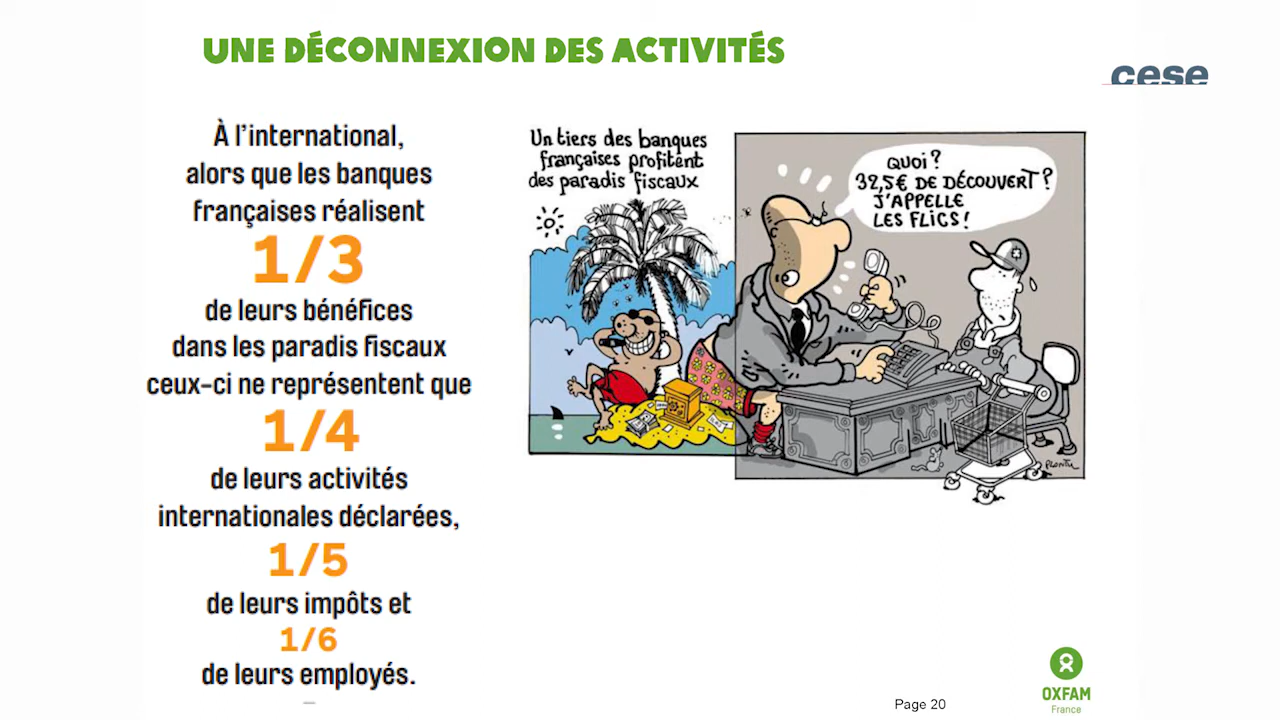 UNE DÉCONNEXION DES ACTIVITÉS
cese
À l'international,
alors que les banques
françaises réalisent
1/3
de leurs bénéfices
dans les paradis fiscaux
ceux-ci ne représentent que
1/4
de leurs activités
internationales déclarées,
1/5
de leurs impôts et
1/6
de leurs employés.
Un tiers des banques
françaises profitent
des paradis fiscaux
QUOI ?
32,5€ DE DÉCOUVERT ?
J'APPELLE
LES FLICS !
PLANTU
Page 20
OXFAM
France